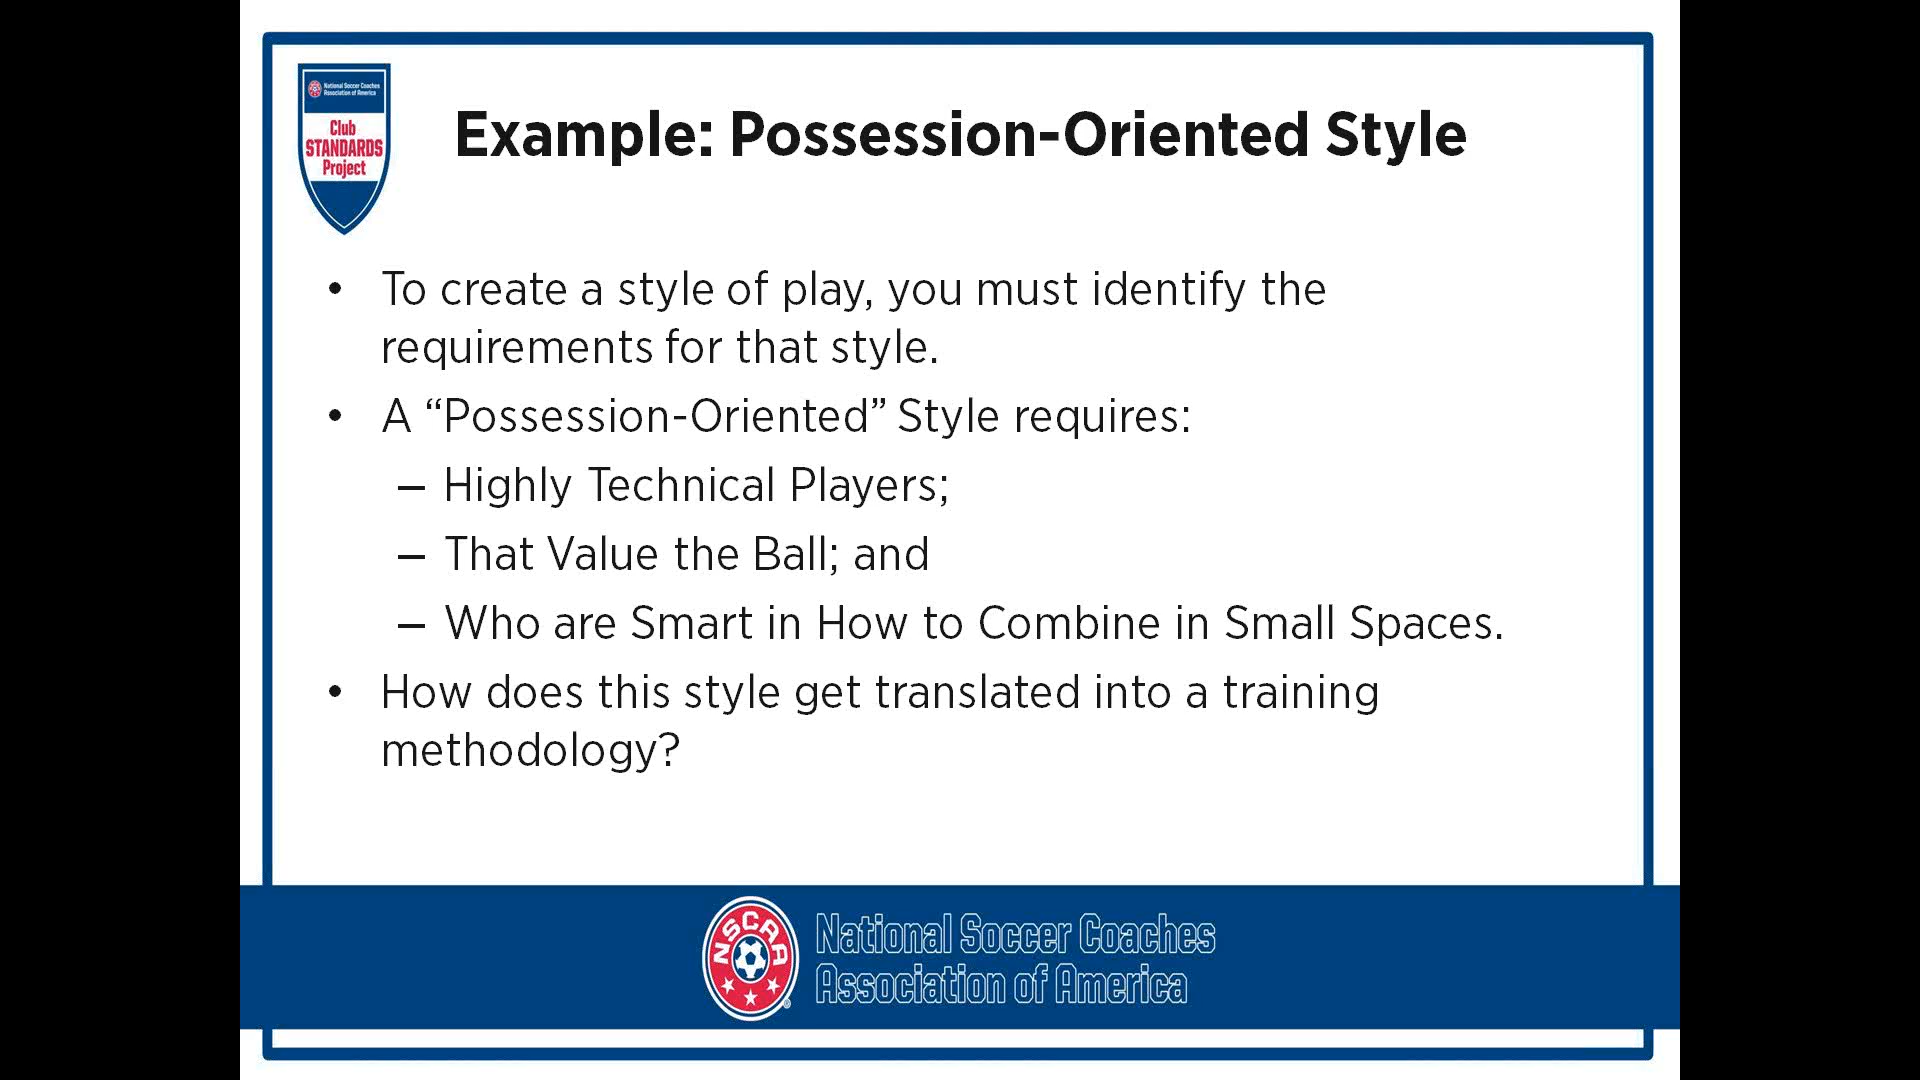 National Soccer Coaches
Association of America
Club
STANDARDS
Project
Example: Possession-Oriented Style
• To create a style of play, you must identify the
requirements for that style.
• A “Possession-Oriented” Style requires:
– Highly Technical Players;
– That Value the Ball; and
– Who are Smart in How to Combine in Small Spaces.
• How does this style get translated into a training
methodology?
NSCAA
National Soccer Coaches
Association of America